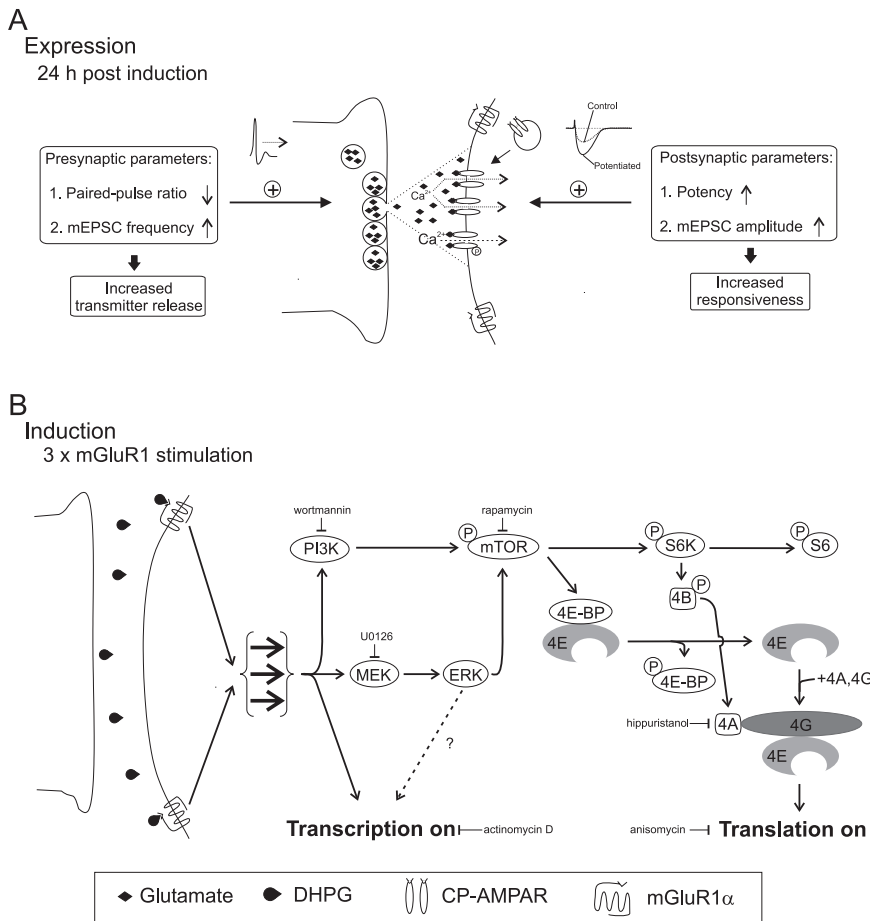 A
Expression
24 h post induction
Control
Potentiated
Presynaptic parameters:
1. Paired-pulse ratio ↓
2. mEPSC frequency ↑
+
Increased
transmitter release
Ca2+
Ca2+
P
+
Postsynaptic parameters:
1. Potency ↑
2. mEPSC amplitude ↑
Increased
responsiveness
B
Induction
3 x mGluR1 stimulation
wortmannin
PI3K
rapamycin
P
mTOR
P
S6K
P
S6
4B
P
4E-BP
4E
U0126
MEK
ERK
P
4E-BP
4E
+4A,4G
?
hippuristanol
4A
4G
4E
Transcription on
actinomycin D
anisomycin
Translation on
Glutamate
DHPG
CP-AMPAR
mGluR1α